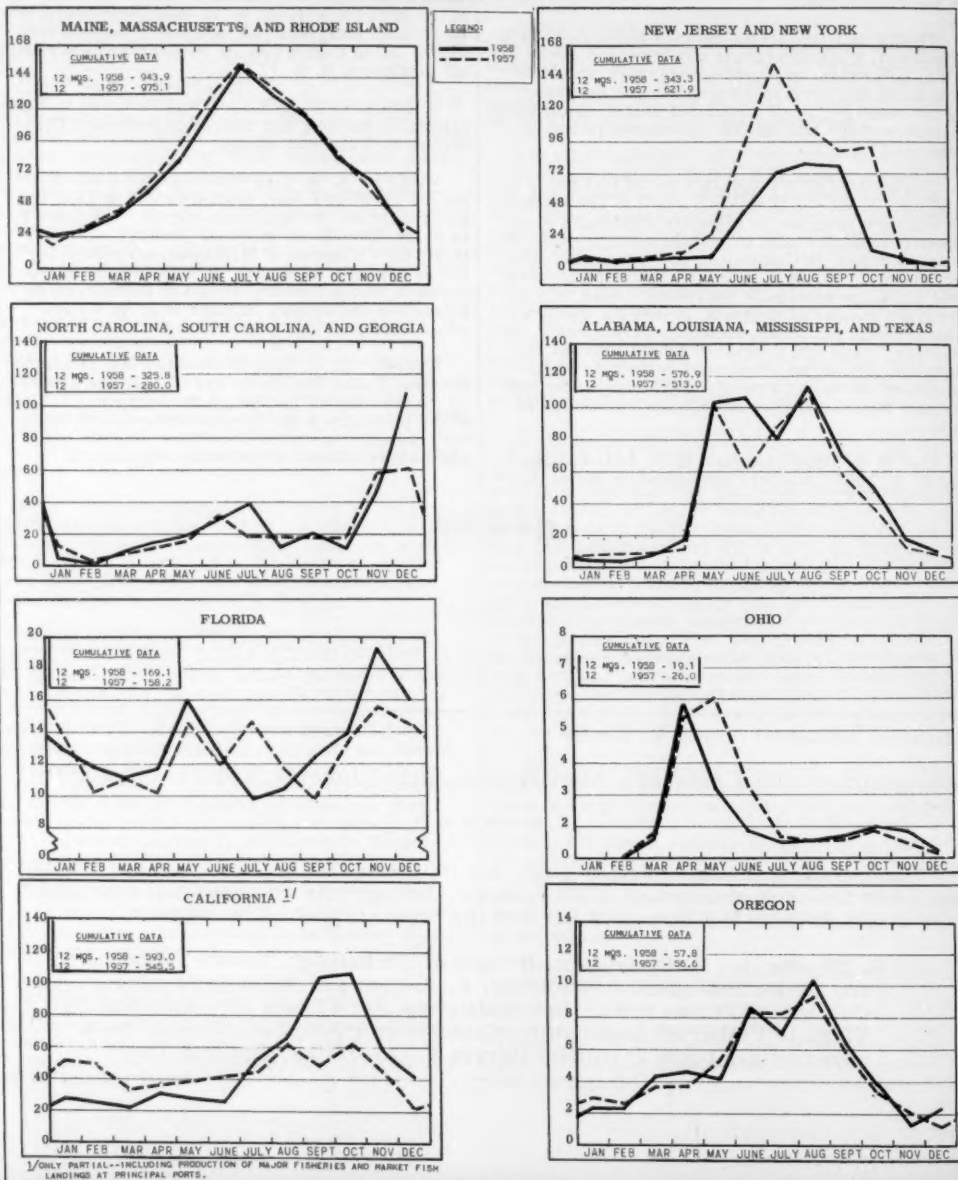 MAINE, MASSACHUSETTS, AND RHODE ISLAND
CUMULATIVE DATA
12 MOS. 1958 - 943.9
12 " 1957 - 975.1
168
144
120
96
72
48
24
0
JAN FEB MAR APR MAY JUNE JULY AUG SEPT OCT NOV DEC
LEGEND:
1958
1957
NEW JERSEY AND NEW YORK
CUMULATIVE DATA
12 MOS. 1958 - 343.3
12 " 1957 - 621.9
168
144
120
96
72
48
24
0
JAN FEB MAR APR MAY JUNE JULY AUG SEPT OCT NOV DEC
NORTH CAROLINA, SOUTH CAROLINA, AND GEORGIA
CUMULATIVE DATA
12 MOS. 1958 - 325.8
12 " 1957 - 280.0
140
120
100
80
60
40
20
0
JAN FEB MAR APR MAY JUNE JULY AUG SEPT OCT NOV DEC
ALABAMA, LOUISIANA, MISSISSIPPI, AND TEXAS
CUMULATIVE DATA
12 MOS. 1958 - 576.9
12 " 1957 - 513.0
140
120
100
80
60
40
20
0
JAN FEB MAR APR MAY JUNE JULY AUG SEPT OCT NOV DEC
FLORIDA
CUMULATIVE DATA
12 MOS. 1958 - 169.1
12 " 1957 - 158.2
20
18
16
14
12
10
8
0
JAN FEB MAR APR MAY JUNE JULY AUG SEPT OCT NOV DEC
OHIO
CUMULATIVE DATA
12 MOS. 1958 - 19.1
12 " 1957 - 26.0
8
7
6
5
4
3
2
1
0
JAN FEB MAR APR MAY JUNE JULY AUG SEPT OCT NOV DEC
CALIFORNIA 1/
CUMULATIVE DATA
12 MOS. 1958 - 593.0
12 " 1957 - 545.5
140
120
100
80
60
40
20
0
JAN FEB MAR APR MAY JUNE JULY AUG SEPT OCT NOV DEC
1/ONLY PARTIAL--INCLUDING PRODUCTION OF MAJOR FISHERIES AND MARKET FISH
LANDINGS AT PRINCIPAL PORTS.
OREGON
CUMULATIVE DATA
12 MOS. 1958 - 57.8
12 " 1957 - 56.6
14
12
10
8
6
4
2
0
JAN FEB MAR APR MAY JUNE JULY AUG SEPT OCT NOV DEC